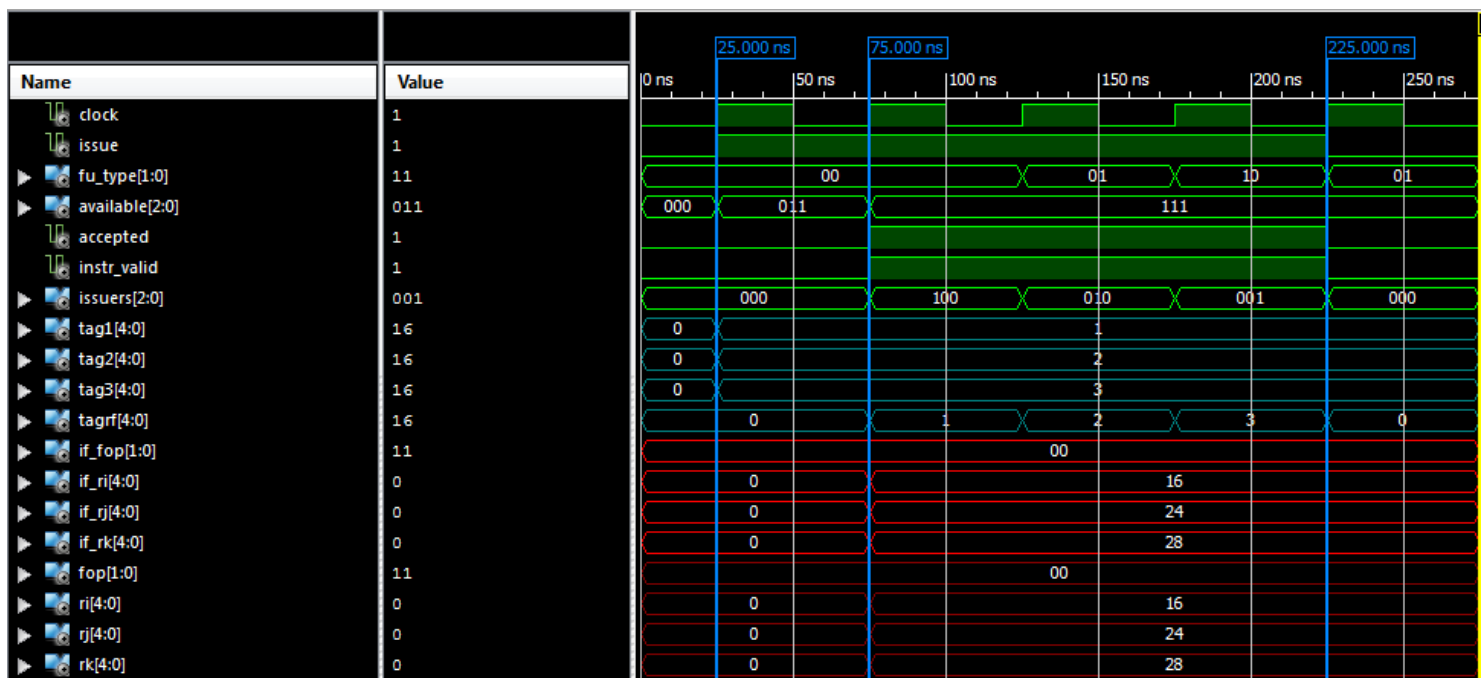 25.000 ns 75.000 ns 225.000 ns
Name Value 0 ns 50 ns 100 ns 150 ns 200 ns 250 ns
clock 1
issue 1
fu_type[1:0] 11 00 01 10 01
available[2:0] 011 000 011 111
accepted 1
instr_valid 1
issuers[2:0] 001 000 100 010 001 000
tag1[4:0] 16 0 1
tag2[4:0] 16 0 2
tag3[4:0] 16 0 3
tagrf[4:0] 16 0 1 2 3 0
if_fop[1:0] 11 00
if_ri[4:0] 0 0 16
if_rj[4:0] 0 0 24
if_rk[4:0] 0 0 28
fop[1:0] 11 00
ri[4:0] 0 0 16
rj[4:0] 0 0 24
rk[4:0] 0 0 28